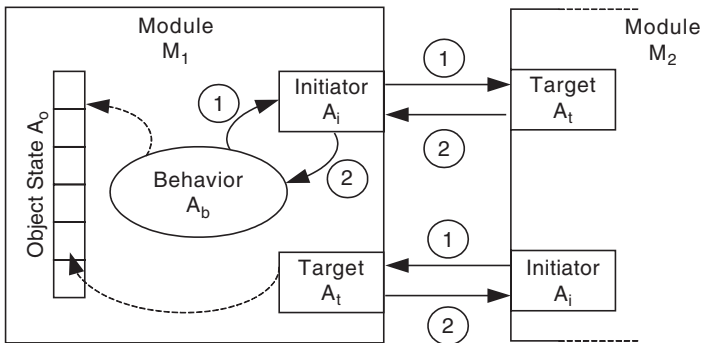 Module
M1
Module
M2
Object State Ao
1
Initiator
Ai
1
Target
At
2
2
Behavior
Ab
1
Target
At
Initiator
Ai
2